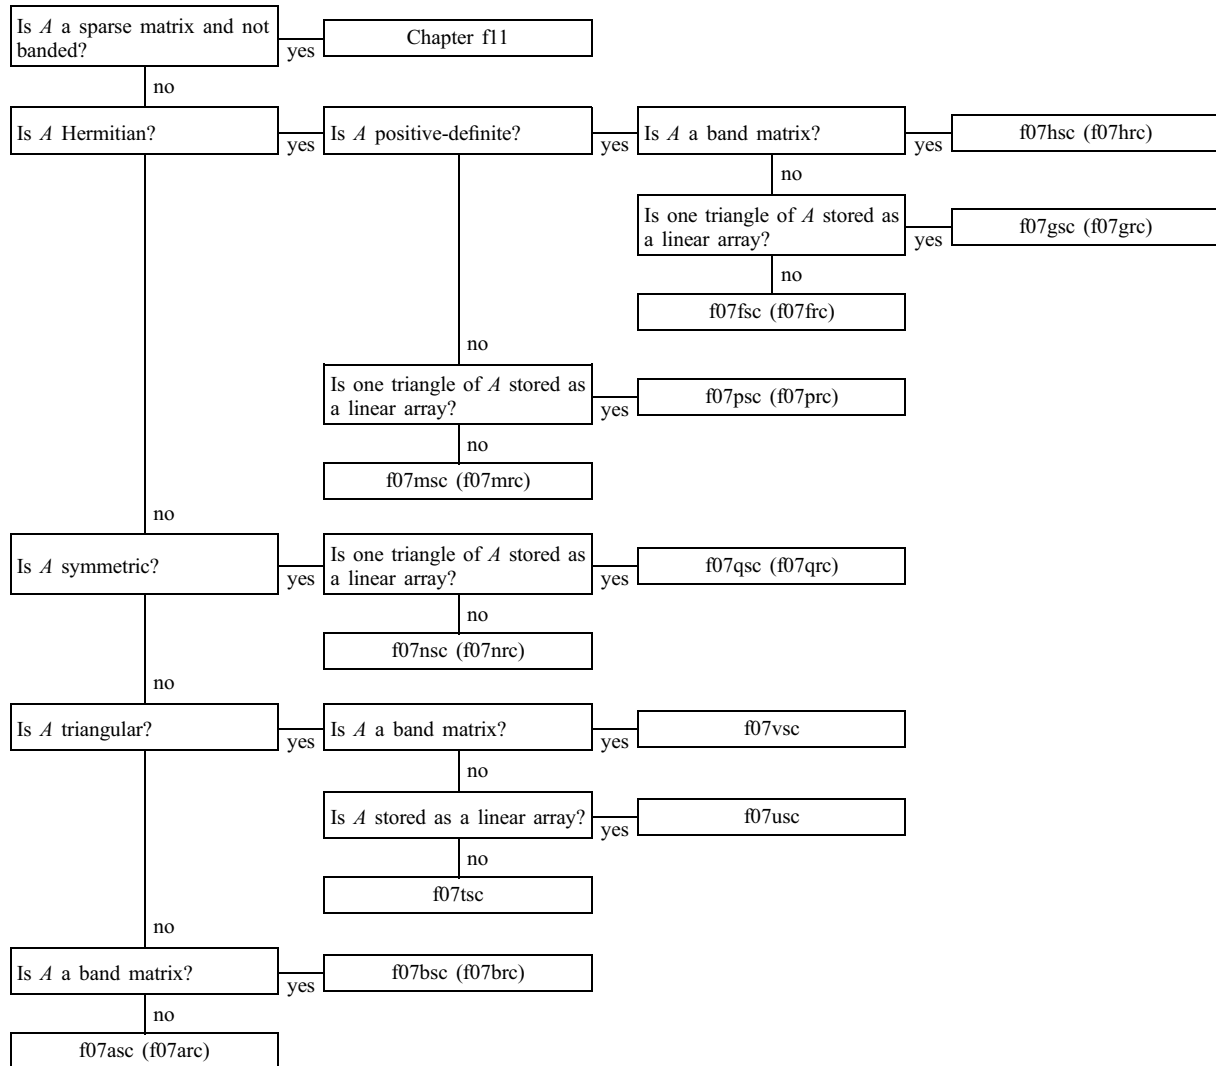 Is A a sparse matrix and not
banded?
yes
Chapter f11
no
Is A Hermitian?
yes
Is A positive-definite?
yes
Is A a band matrix?
yes
f07hsc (f07hrc)
no
Is one triangle of A stored as
a linear array?
yes
f07gsc (f07grc)
no
f07fsc (f07frc)
no
Is one triangle of A stored as
a linear array?
yes
f07psc (f07prc)
no
f07msc (f07mrc)
no
Is A symmetric?
yes
Is one triangle of A stored as
a linear array?
yes
f07qsc (f07qrc)
no
f07nsc (f07nrc)
no
Is A triangular?
yes
Is A a band matrix?
yes
f07vsc
no
Is A stored as a linear array?
yes
f07usc
no
f07tsc
no
Is A a band matrix?
yes
f07bsc (f07brc)
no
f07asc (f07arc)